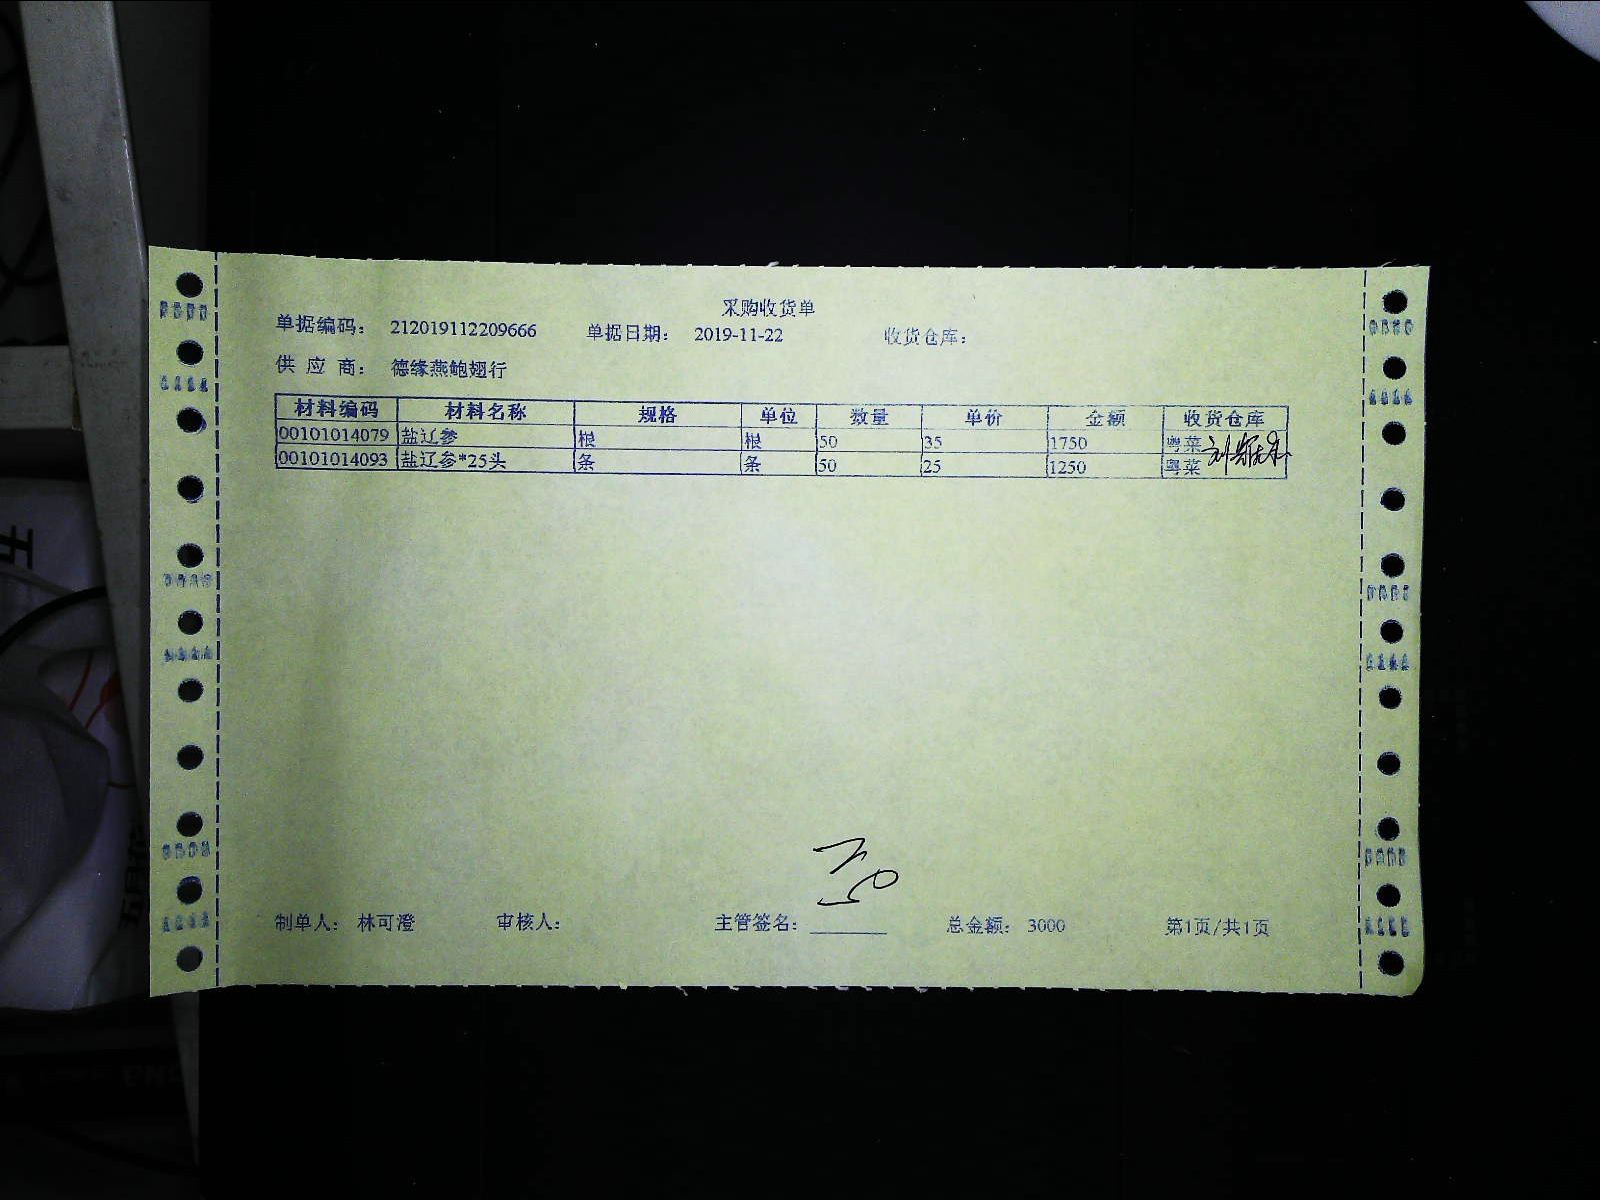 采购收货单
单据编码： 212019112209666 单据日期： 2019-11-22 收货仓库：
供 应 商： 德缘燕鲍翅行
材料编码 材料名称 规格 单位 数量 单价 金额 收货仓库
00101014079 盐辽参 根 根 50 35 1750 粤菜
00101014093 盐辽参*25头 条 条 50 25 1250 粤菜
制单人： 林可澄 审核人： 主管签名： 总金额： 3000 第1页/共1页